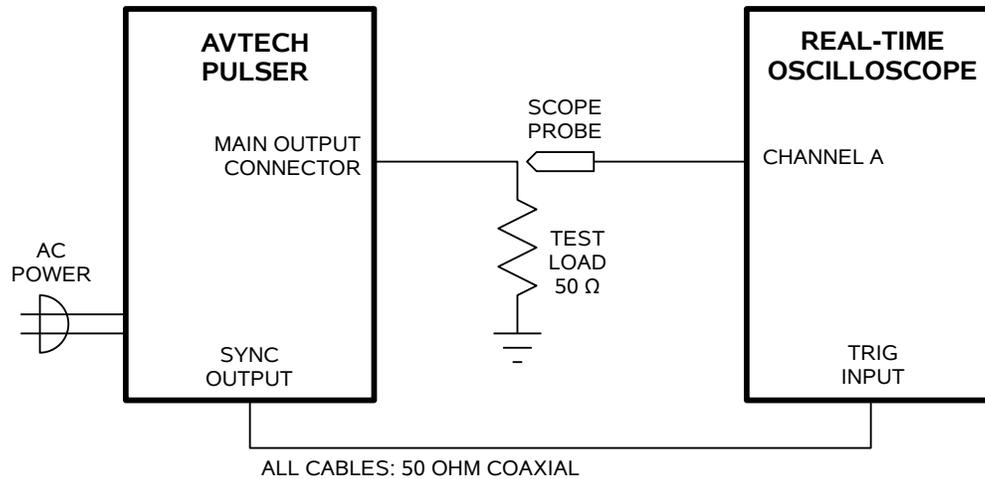 AVTECH
PULSER
REAL-TIME
OSCILLOSCOPE
SCOPE
PROBE
MAIN OUTPUT
CONNECTOR
CHANNEL A
TEST
LOAD
50 Ω
AC
POWER
SYNC
OUTPUT
TRIG
INPUT
ALL CABLES: 50 OHM COAXIAL